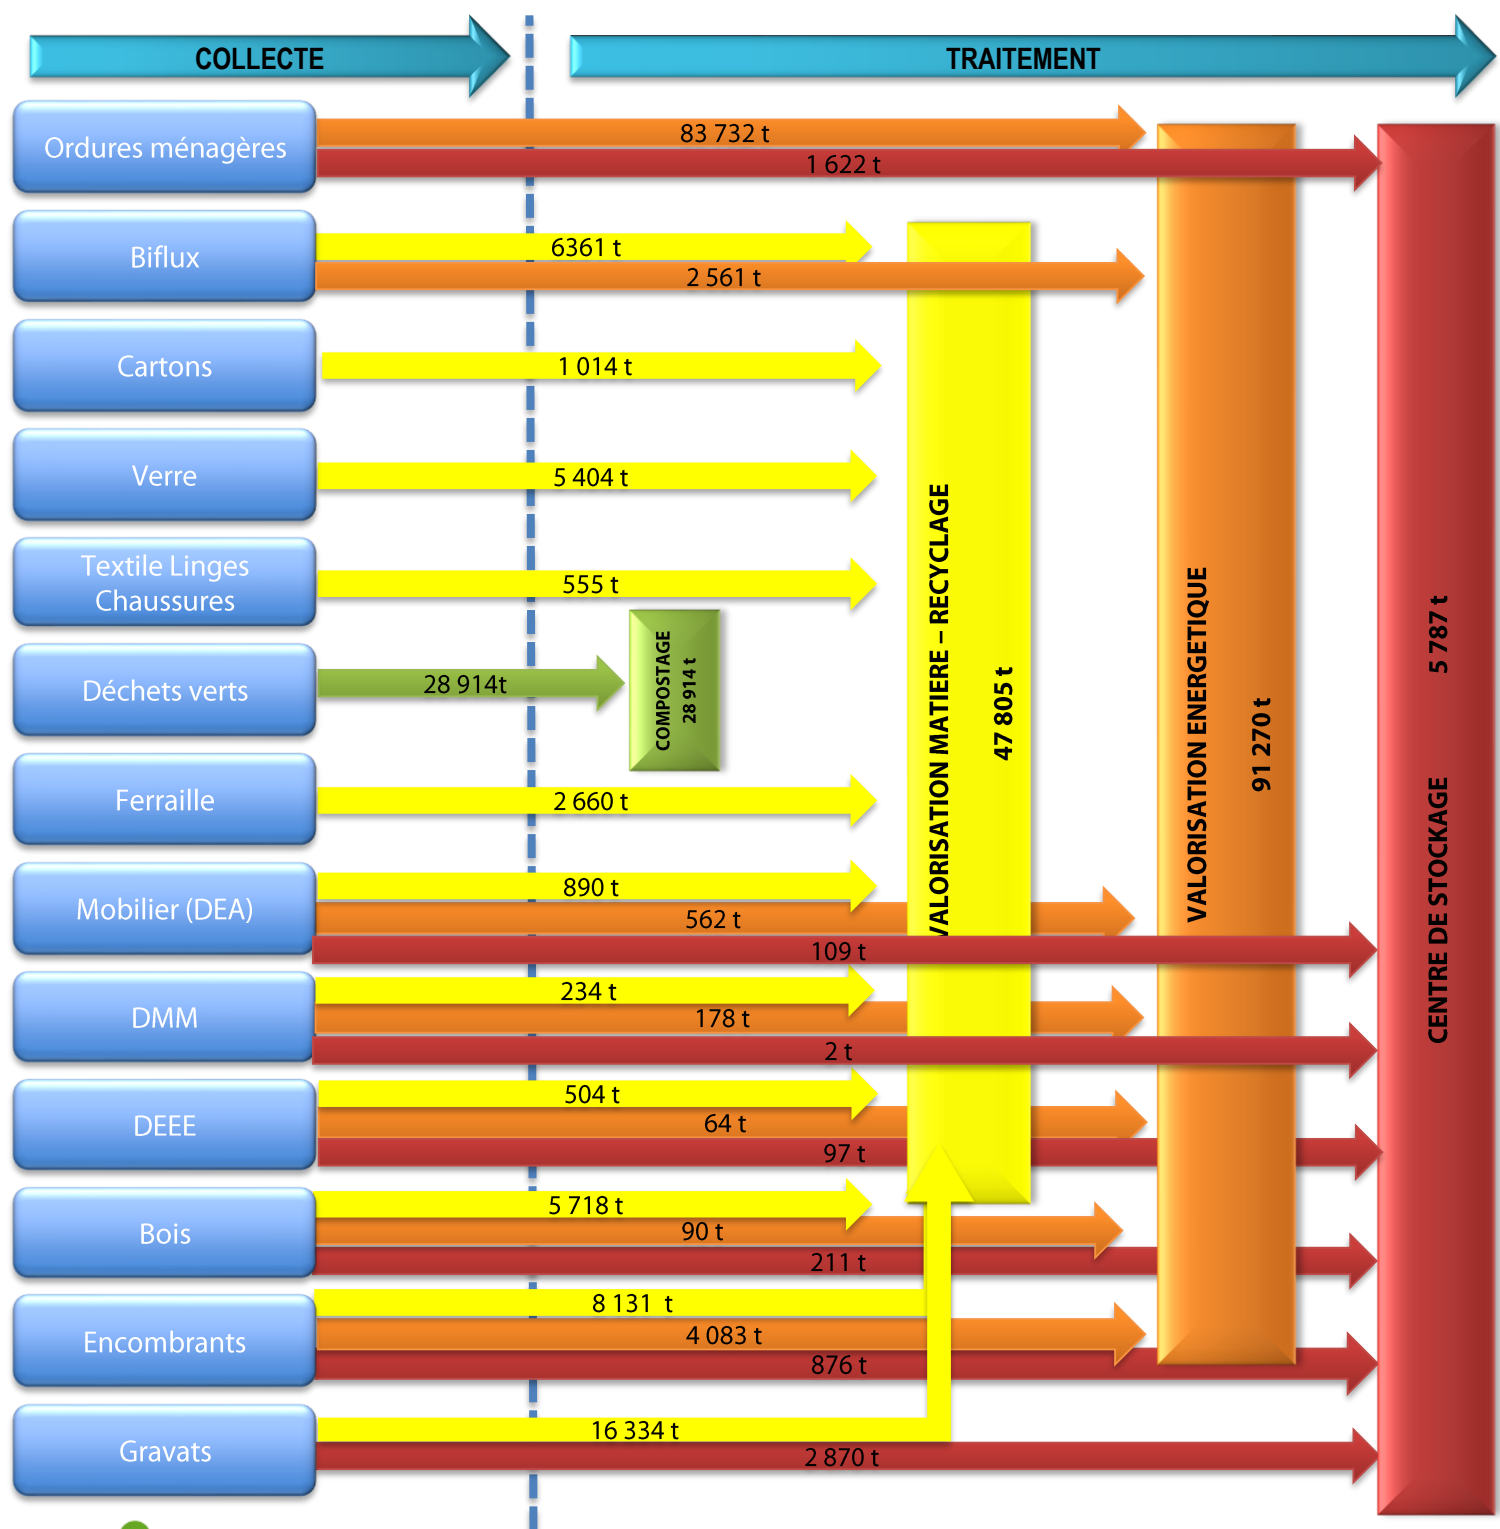 COLLECTE
TRAITEMENT
Ordures ménagères
83 732 t
1 622 t
Biflux
6361 t
2 561 t
Cartons
1 014 t
Verre
5 404 t
Textile Linges
Chaussures
555 t
Déchets verts
28 914t
COMPOSTAGE
28 914 t
Ferraille
2 660 t
Mobilier (DEA)
890 t
562 t
109 t
DMM
234 t
178 t
2 t
DEEE
504 t
64 t
97 t
Bois
5 718 t
90 t
211 t
Encombrants
8 131 t
4 083 t
876 t
Gravats
16 334 t
2 870 t
VALORISATION MATIERE – RECYCLAGE
47 805 t
VALORISATION ENERGETIQUE
91 270 t
CENTRE DE STOCKAGE 5 787 t